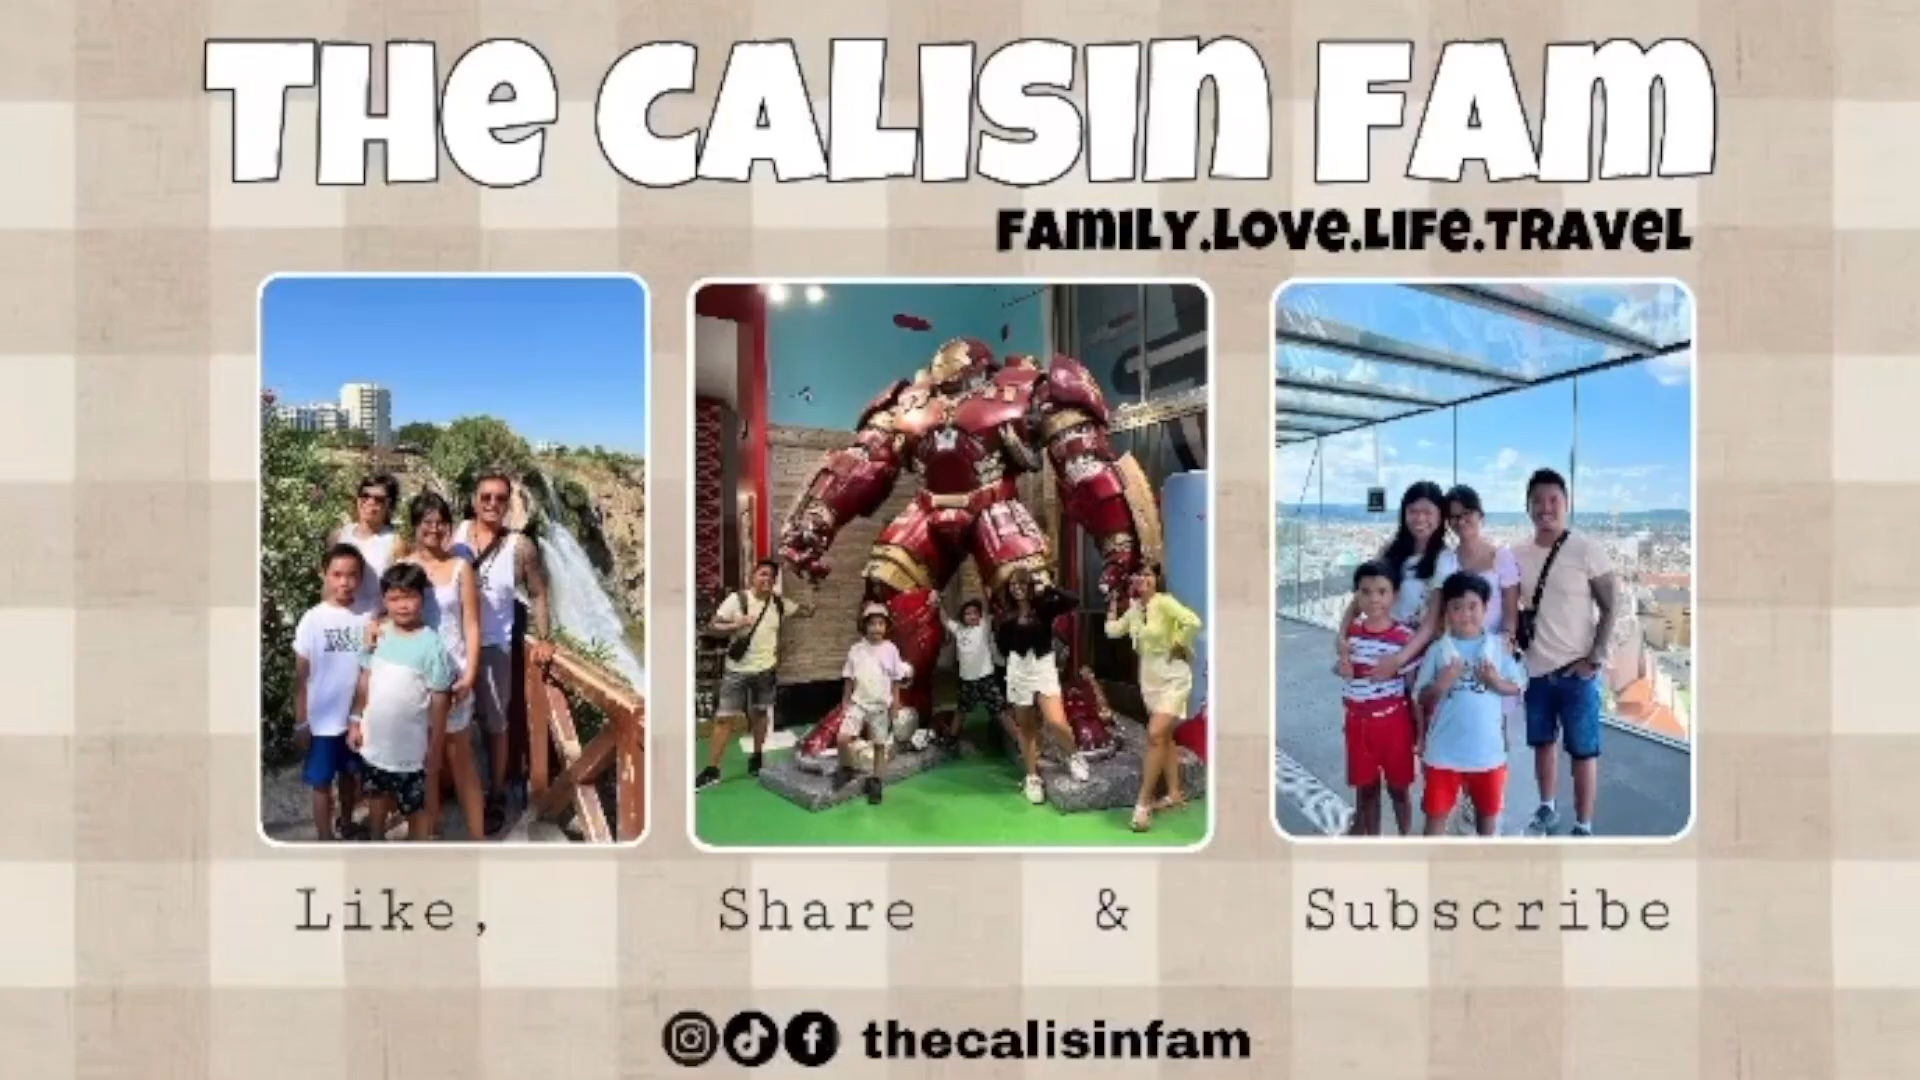 THE CALISIN FAM
FAMILY.LOVE.LIFE.TRAVEL
Like, Share & Subscribe
thecalisinfam